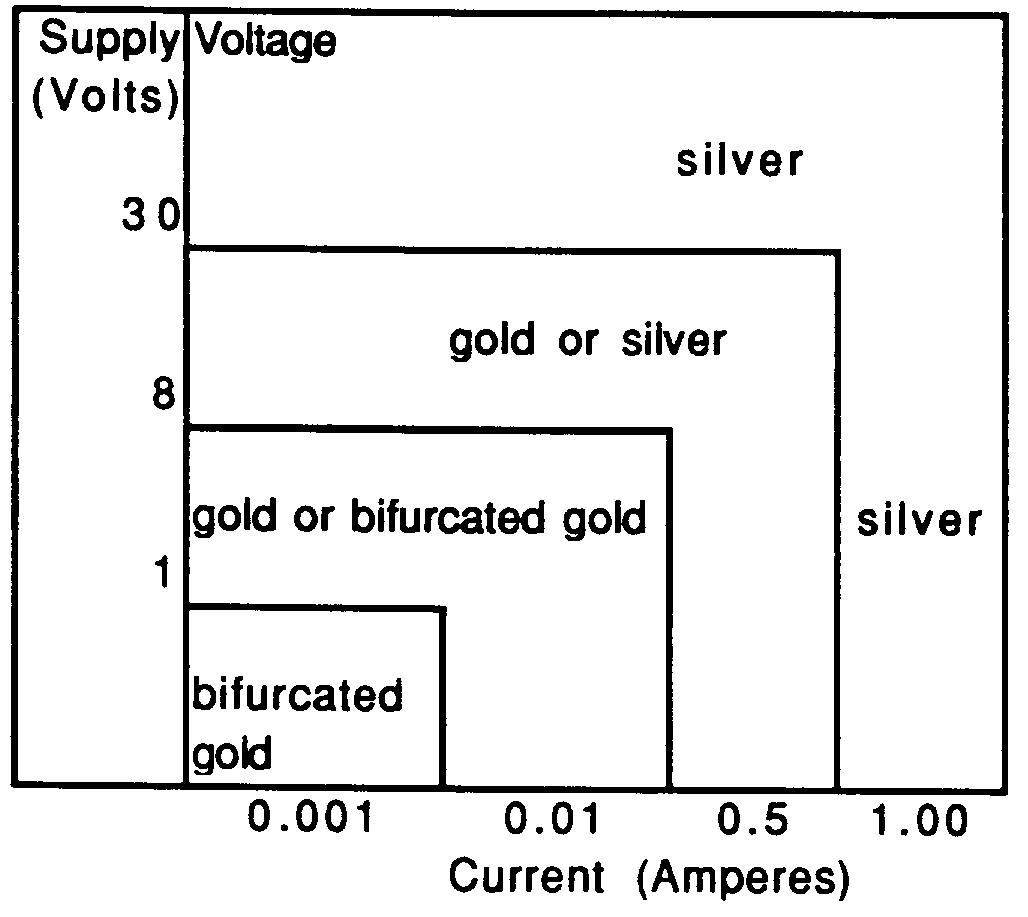 Supply Voltage
(Volts)
silver
30
gold or silver
8
gold or bifurcated gold
silver
1
bifurcated
gold
0.001 0.01 0.5 1.00
Current (Amperes)